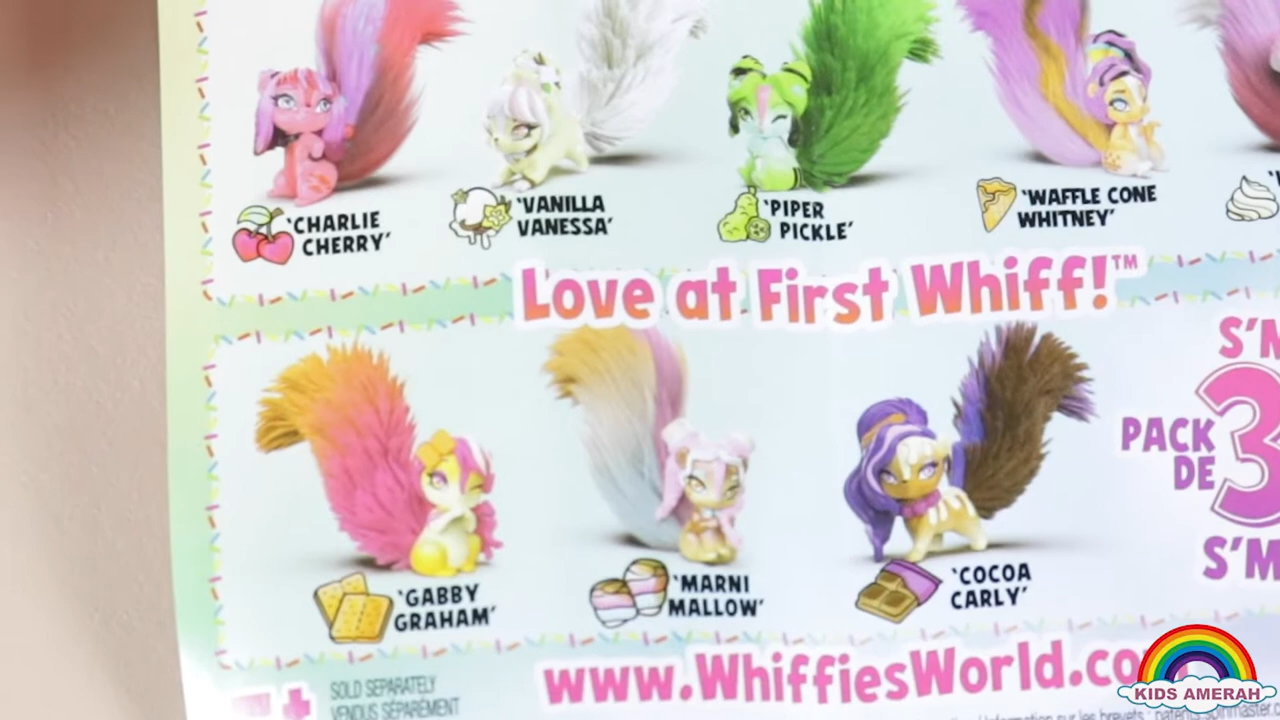 'CHARLIE
CHERRY'
'VANILLA
VANESSA'
'PIPER
PICKLE'
'WAFFLE CONE
WHITNEY'
Love at First Whiff!™
'GABBY
GRAHAM'
'MARNI
MALLOW'
'COCOA
CARLY'
S'M
PACK
DE
3
S'M
www.WhiffiesWorld.co
SOLD SEPARATELY
VENDUS SÉPARÉMENT
KIDS AMERAH